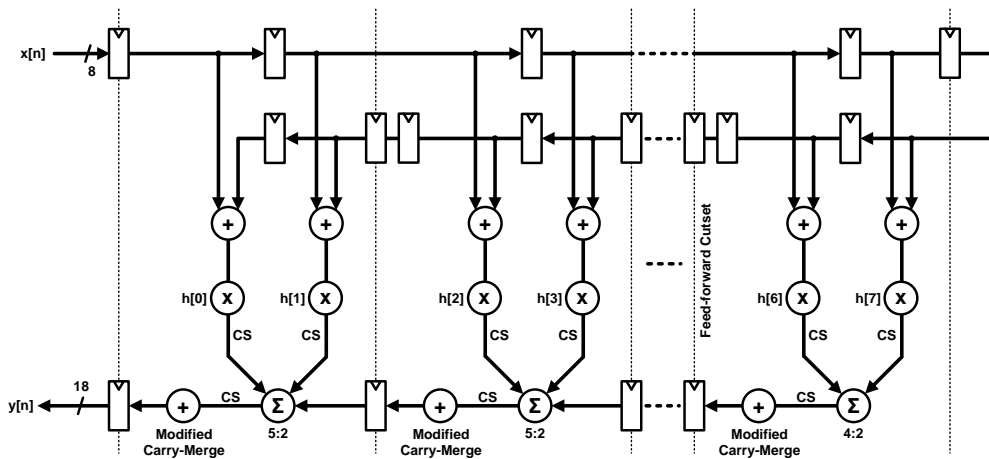 x[n]
8
+
+
+
+
+
+
h[0]
x
h[1]
x
h[2]
x
h[3]
x
h[6]
x
h[7]
x
Feed-forward Cutset
CS
CS
CS
CS
CS
CS
y[n]
18
+
CS
Σ
+
CS
Σ
+
CS
Σ
Modified
Carry-Merge
5:2
Modified
Carry-Merge
5:2
Modified
Carry-Merge
4:2